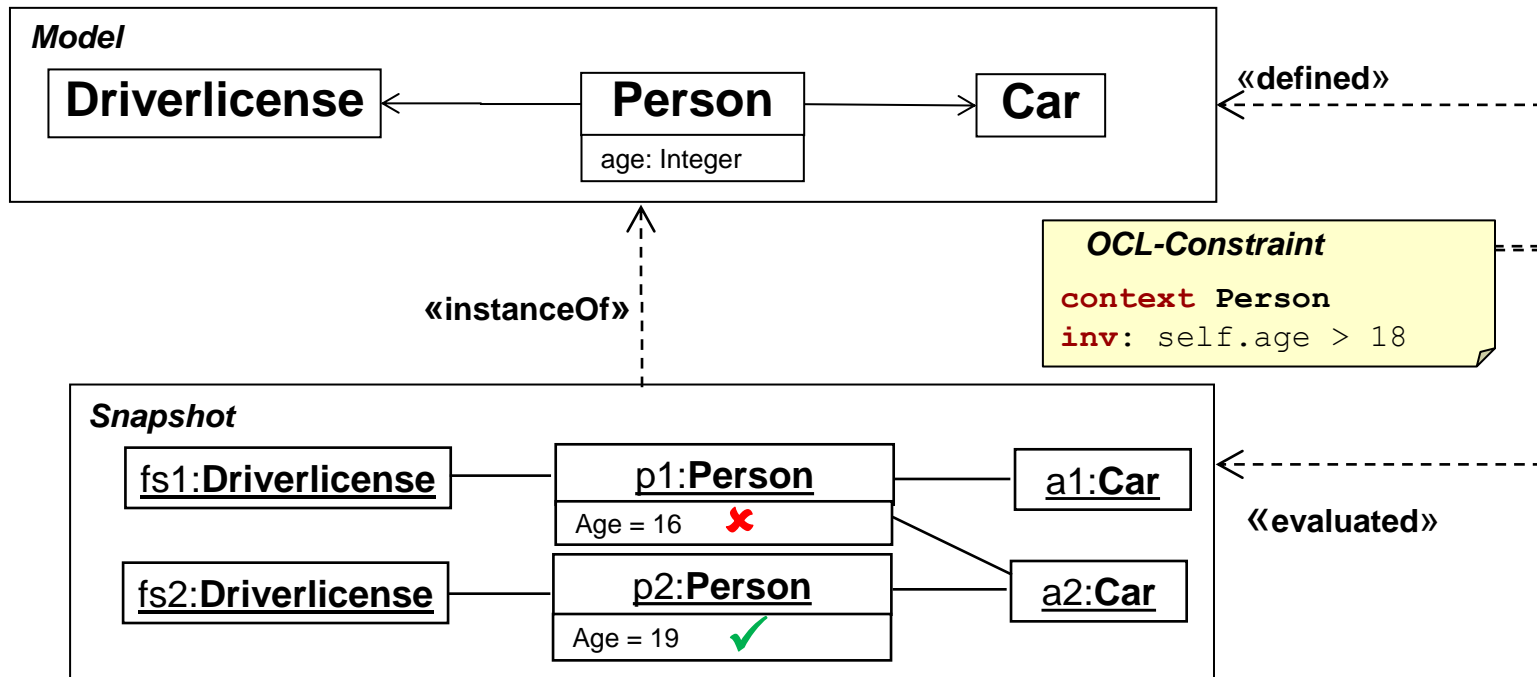 Model
Driverlicense
Person
Car
age: Integer
«defined»
OCL-Constraint
context Person
inv: self.age > 18
«instanceOf»
Snapshot
fs1:Driverlicense
p1:Person
a1:Car
Age = 16
«evaluated»
fs2:Driverlicense
p2:Person
a2:Car
Age = 19